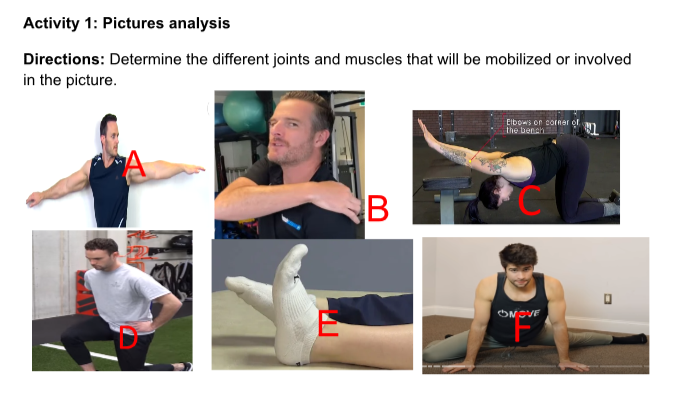 Activity 1: Pictures analysis
Directions: Determine the different joints and muscles that will be mobilized or involved
in the picture.
A
B
Elbows on corner of
the bench
C
D
E
MOVE
F